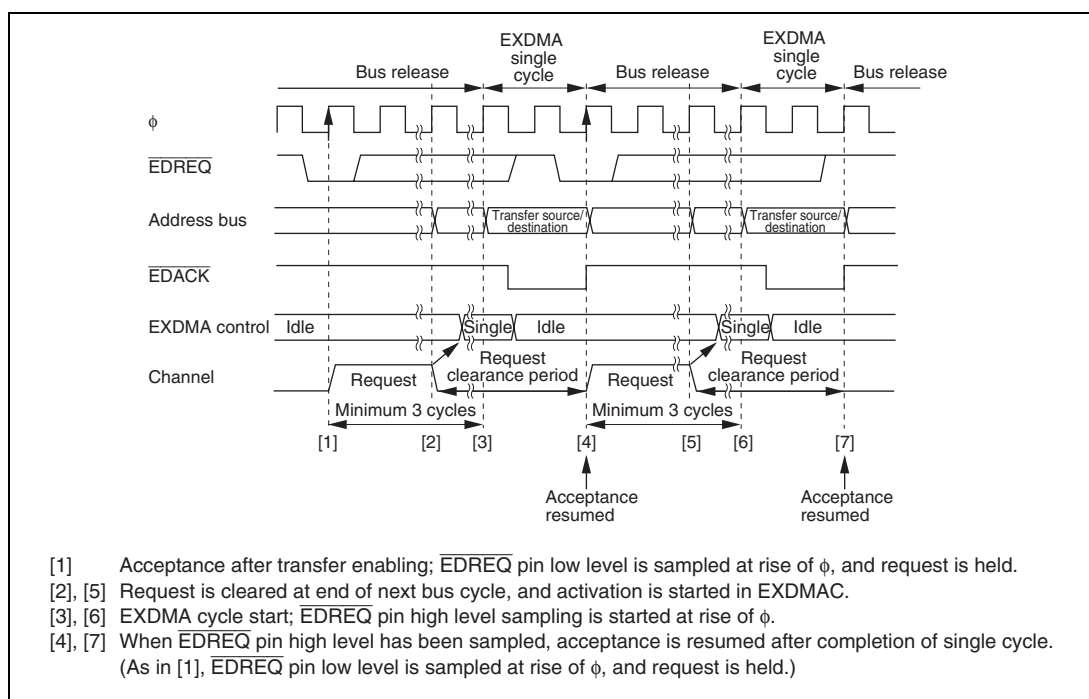 EXDMA single cycle
EXDMA single cycle
Bus release
Bus release
Bus release
φ
EDREQ
Address bus
Transfer source/
destination
Transfer source/
destination
EDACK
EXDMA control
Idle
Single
Idle
Single
Idle
Channel
Request
Request
clearance period
Request
Request
clearance period
Minimum 3 cycles
Minimum 3 cycles
[1]
[2]
[3]
[4]
[5]
[6]
[7]
Acceptance
resumed
Acceptance
resumed
[1] Acceptance after transfer enabling; EDREQ pin low level is sampled at rise of φ, and request is held.
[2], [5] Request is cleared at end of next bus cycle, and activation is started in EXDMAC.
[3], [6] EXDMA cycle start; EDREQ pin high level sampling is started at rise of φ.
[4], [7] When EDREQ pin high level has been sampled, acceptance is resumed after completion of single cycle.
(As in [1], EDREQ pin low level is sampled at rise of φ, and request is held.)